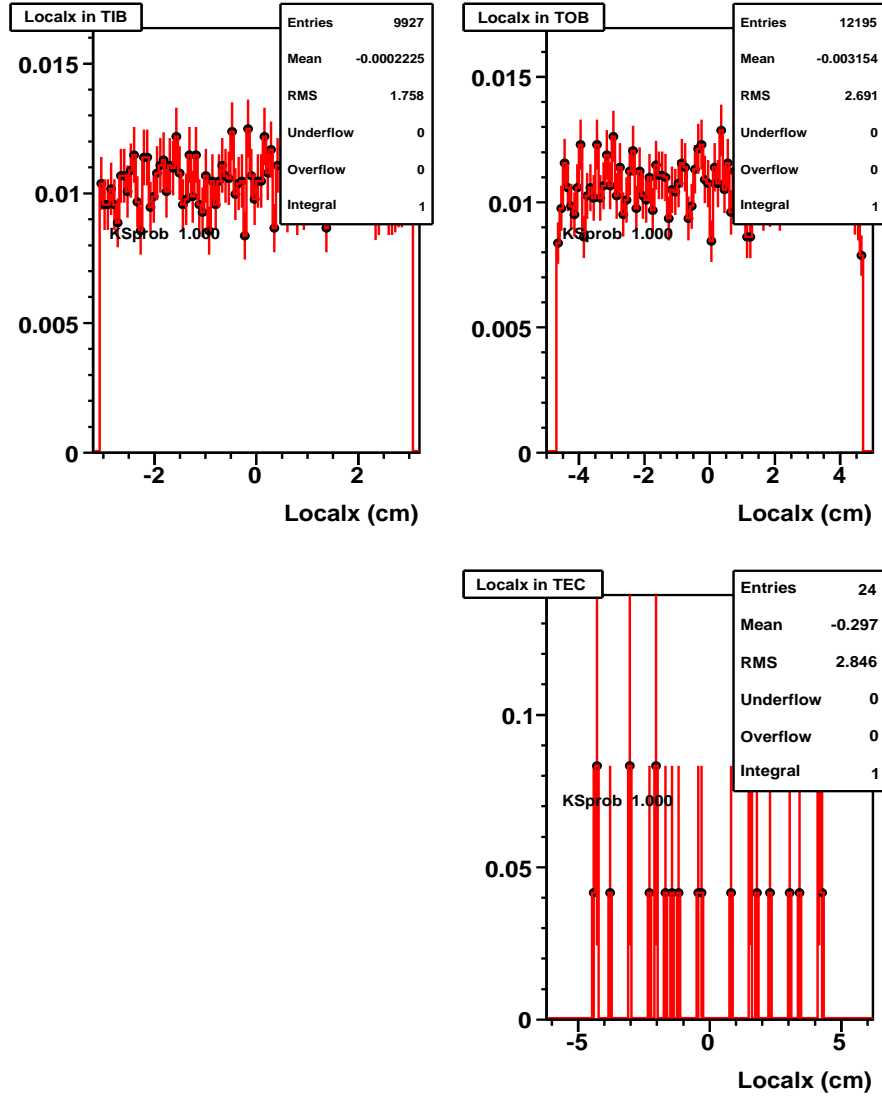 Localx in TIB
Entries 9927
Mean -0.0002225
RMS 1.758
Underflow 0
Overflow 0
Integral 1
KSprob 1.000
0.015
0.01
0.005
0
-2 0 2
Localx (cm)
Localx in TOB
Entries 12195
Mean -0.003154
RMS 2.691
Underflow 0
Overflow 0
Integral 1
KSprob 1.000
0.015
0.01
0.005
0
-4 -2 0 2 4
Localx (cm)
Localx in TEC
Entries 24
Mean -0.297
RMS 2.846
Underflow 0
Overflow 0
Integral 1
KSprob 1.000
0.1
0.05
0
-5 0 5
Localx (cm)